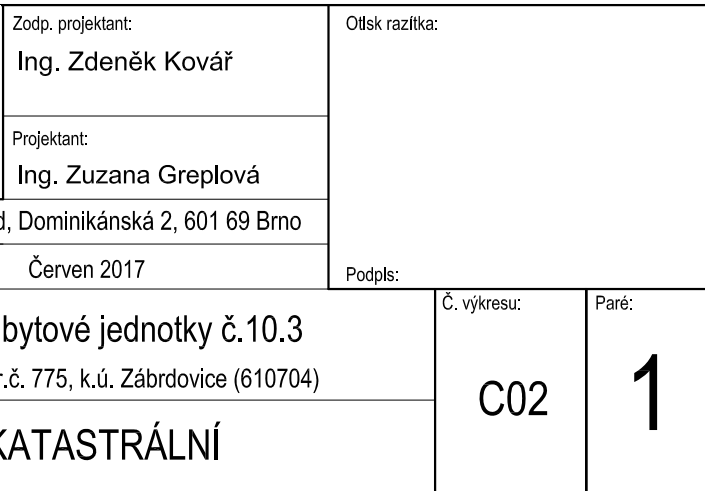 Zodp. projektant:
Ing. Zdeněk Kovář
Otisk razítka:
Projektant:
Ing. Zuzana Greplová
d, Dominikánská 2, 601 69 Brno
Červen 2017
Podpis:
bytové jednotky č.10.3
r.č. 775, k.ú. Zábrdovice (610704)
KATASTRÁLNÍ
Č. výkresu:
C02
Paré:
1